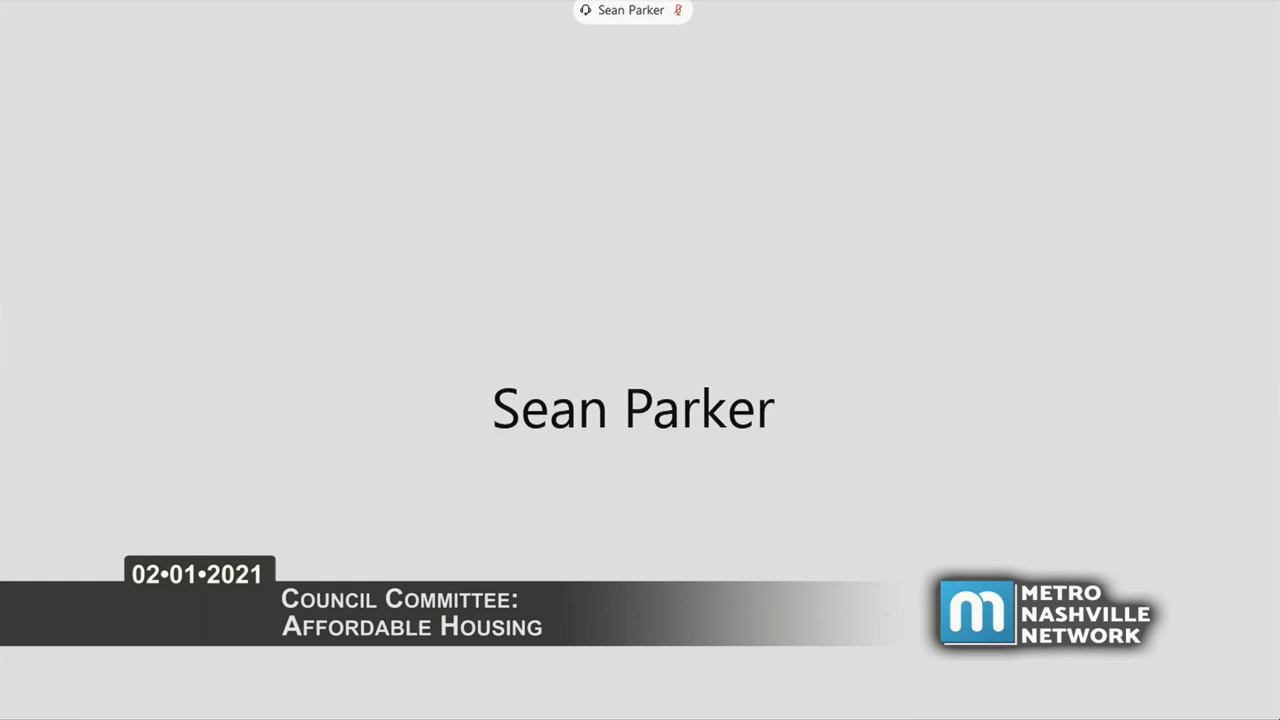 Sean Parker
Sean Parker
02•01•2021
COUNCIL COMMITTEE:
AFFORDABLE HOUSING
m
METRO
NASHVILLE
NETWORK